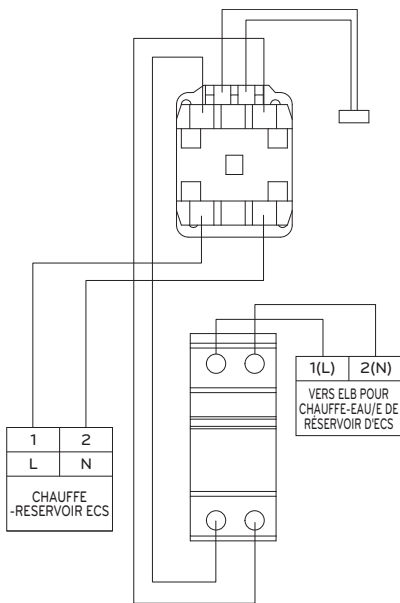 1(L) 2(N)
VERS ELB POUR
CHAUFFE-EAU/E DE
RÉSERVOIR D'ECS
1 2
L N
CHAUFFE
-RESERVOIR ECS